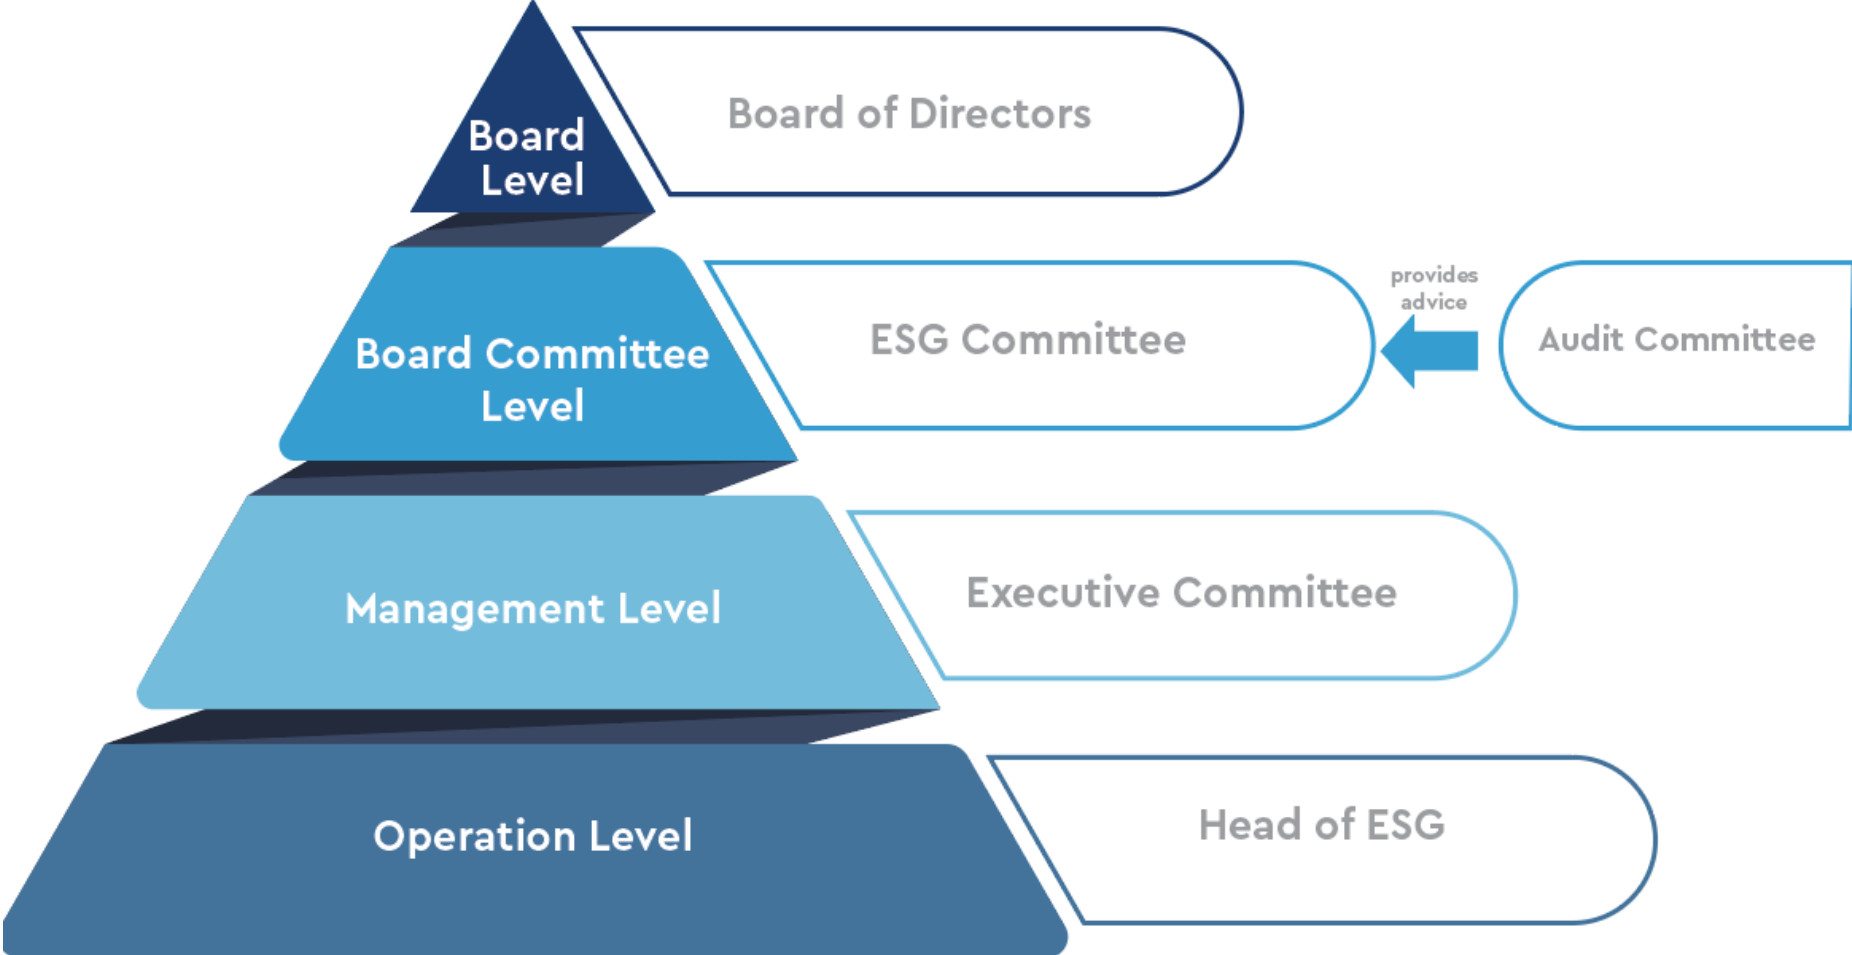 Board
Level
Board of Directors
Board Committee
Level
ESG Committee
provides
advice
Audit Committee
Management Level
Executive Committee
Operation Level
Head of ESG